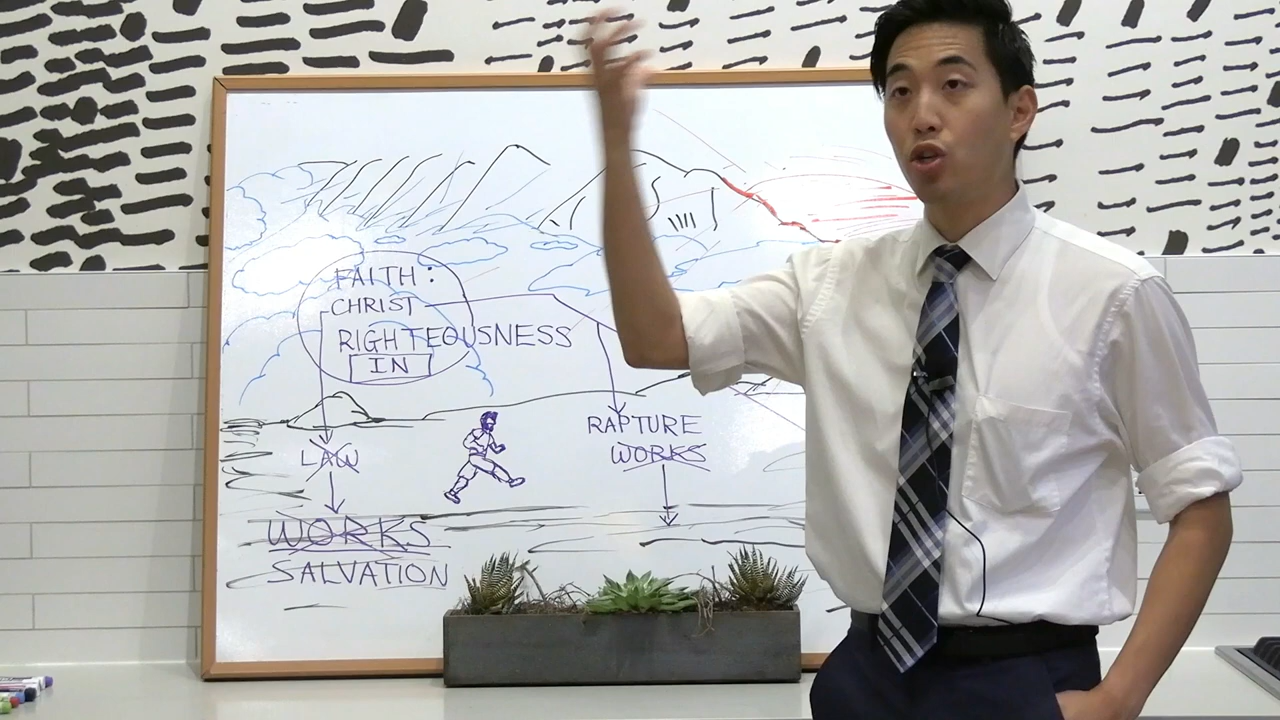 FAITH:
CHRIST
RIGHTEOUSNESS
IN
RAPTURE
WORKS
LAW
WORKS
SALVATION